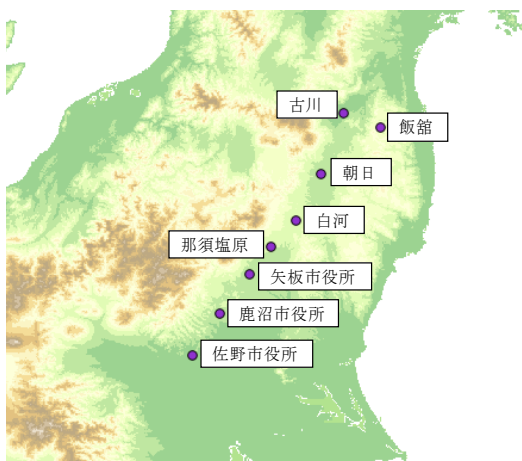 古川
飯舘
朝日
白河
那須塩原
矢板市役所
鹿沼市役所
佐野市役所